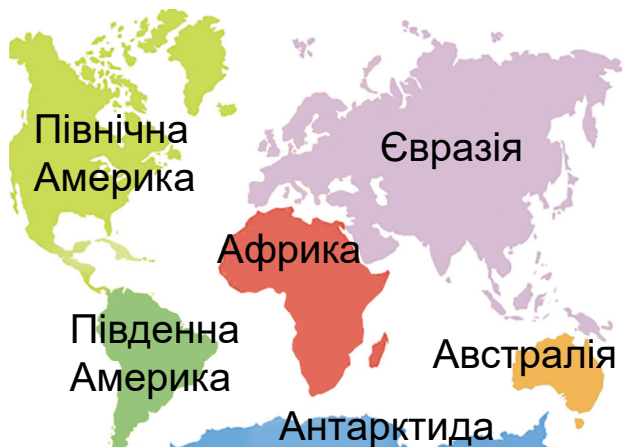 Північна
Америка
Євразія
Африка
Південна
Америка
Австралія
Антарктида